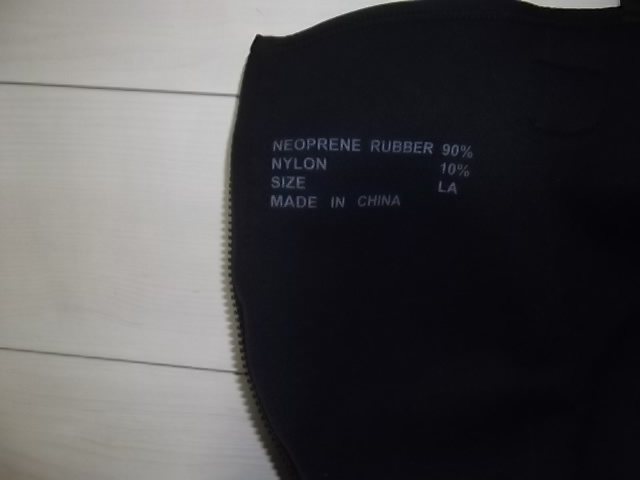 NEOPRENE RUBBER 90%
NYLON 10%
SIZE LA
MADE IN CHINA